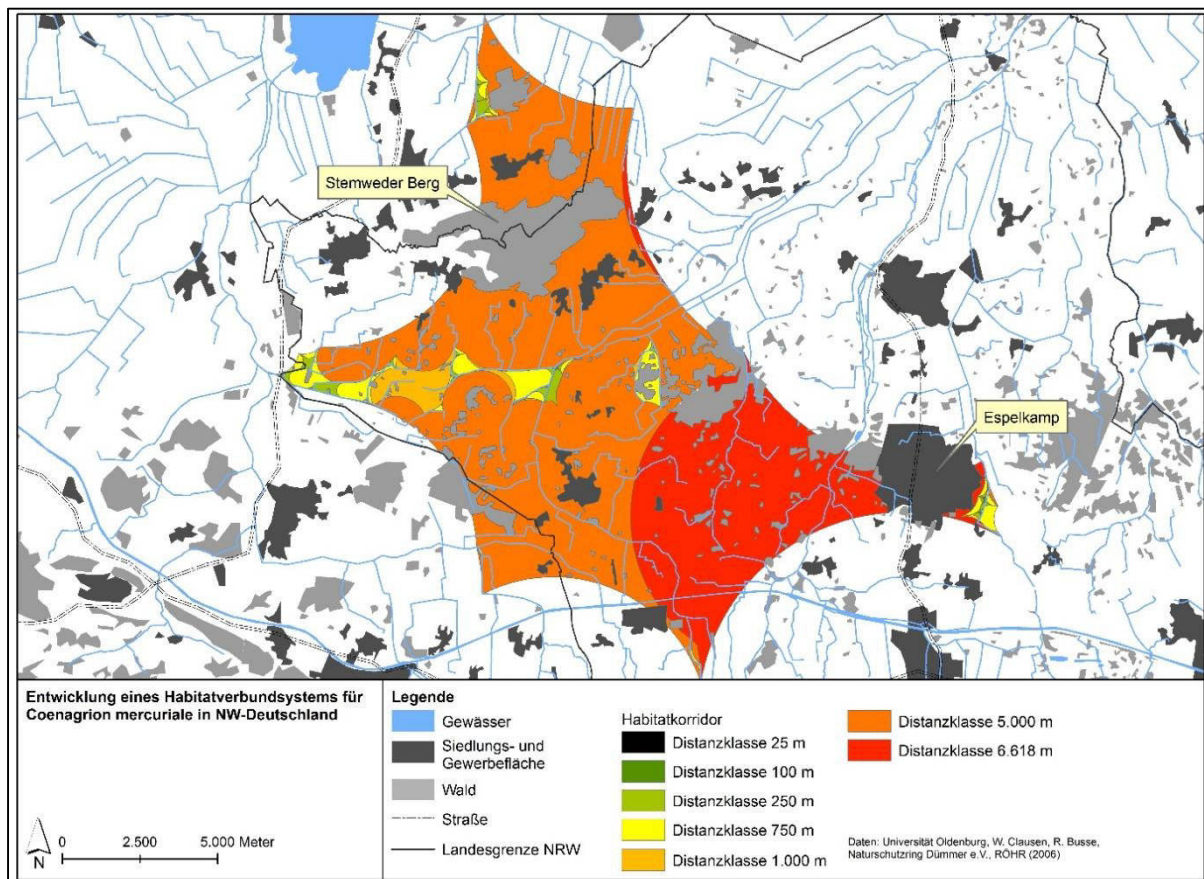 Stemweder Berg
Espelkamp
Entwicklung eines Habitatverbundsystems für
Coenagrion mercuriale in NW-Deutschland
N
0 2.500 5.000 Meter
Legende
Gewässer
Siedlungs- und
Gewerbefläche
Wald
Straße
Landesgrenze NRW
Habitatkorridor
Distanzklasse 25 m
Distanzklasse 100 m
Distanzklasse 250 m
Distanzklasse 750 m
Distanzklasse 1.000 m
Distanzklasse 5.000 m
Distanzklasse 6.618 m
Daten: Universität Oldenburg, W. Clausen, R. Busse,
Naturschutzring Dümmer e.V., RÖHR (2006)